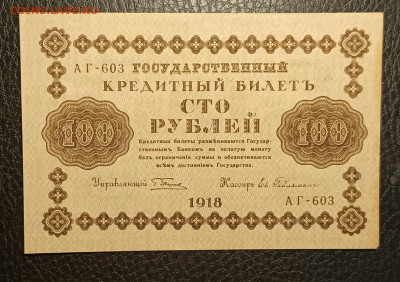 АГ-603 ГОСУДАРСТВЕННЫЙ
КРЕДИТНЫЙ БИЛЕТЪ
СТО
РУБЛЕЙ
100 100
Кредитные билеты размѣниваются Государ-
ственнымъ Банкомъ на золотую монету
безъ ограниченія суммы и обезпечиваются
всѣмъ достояніемъ Государства.
Управляющій Кассиръ
1918 АГ-603